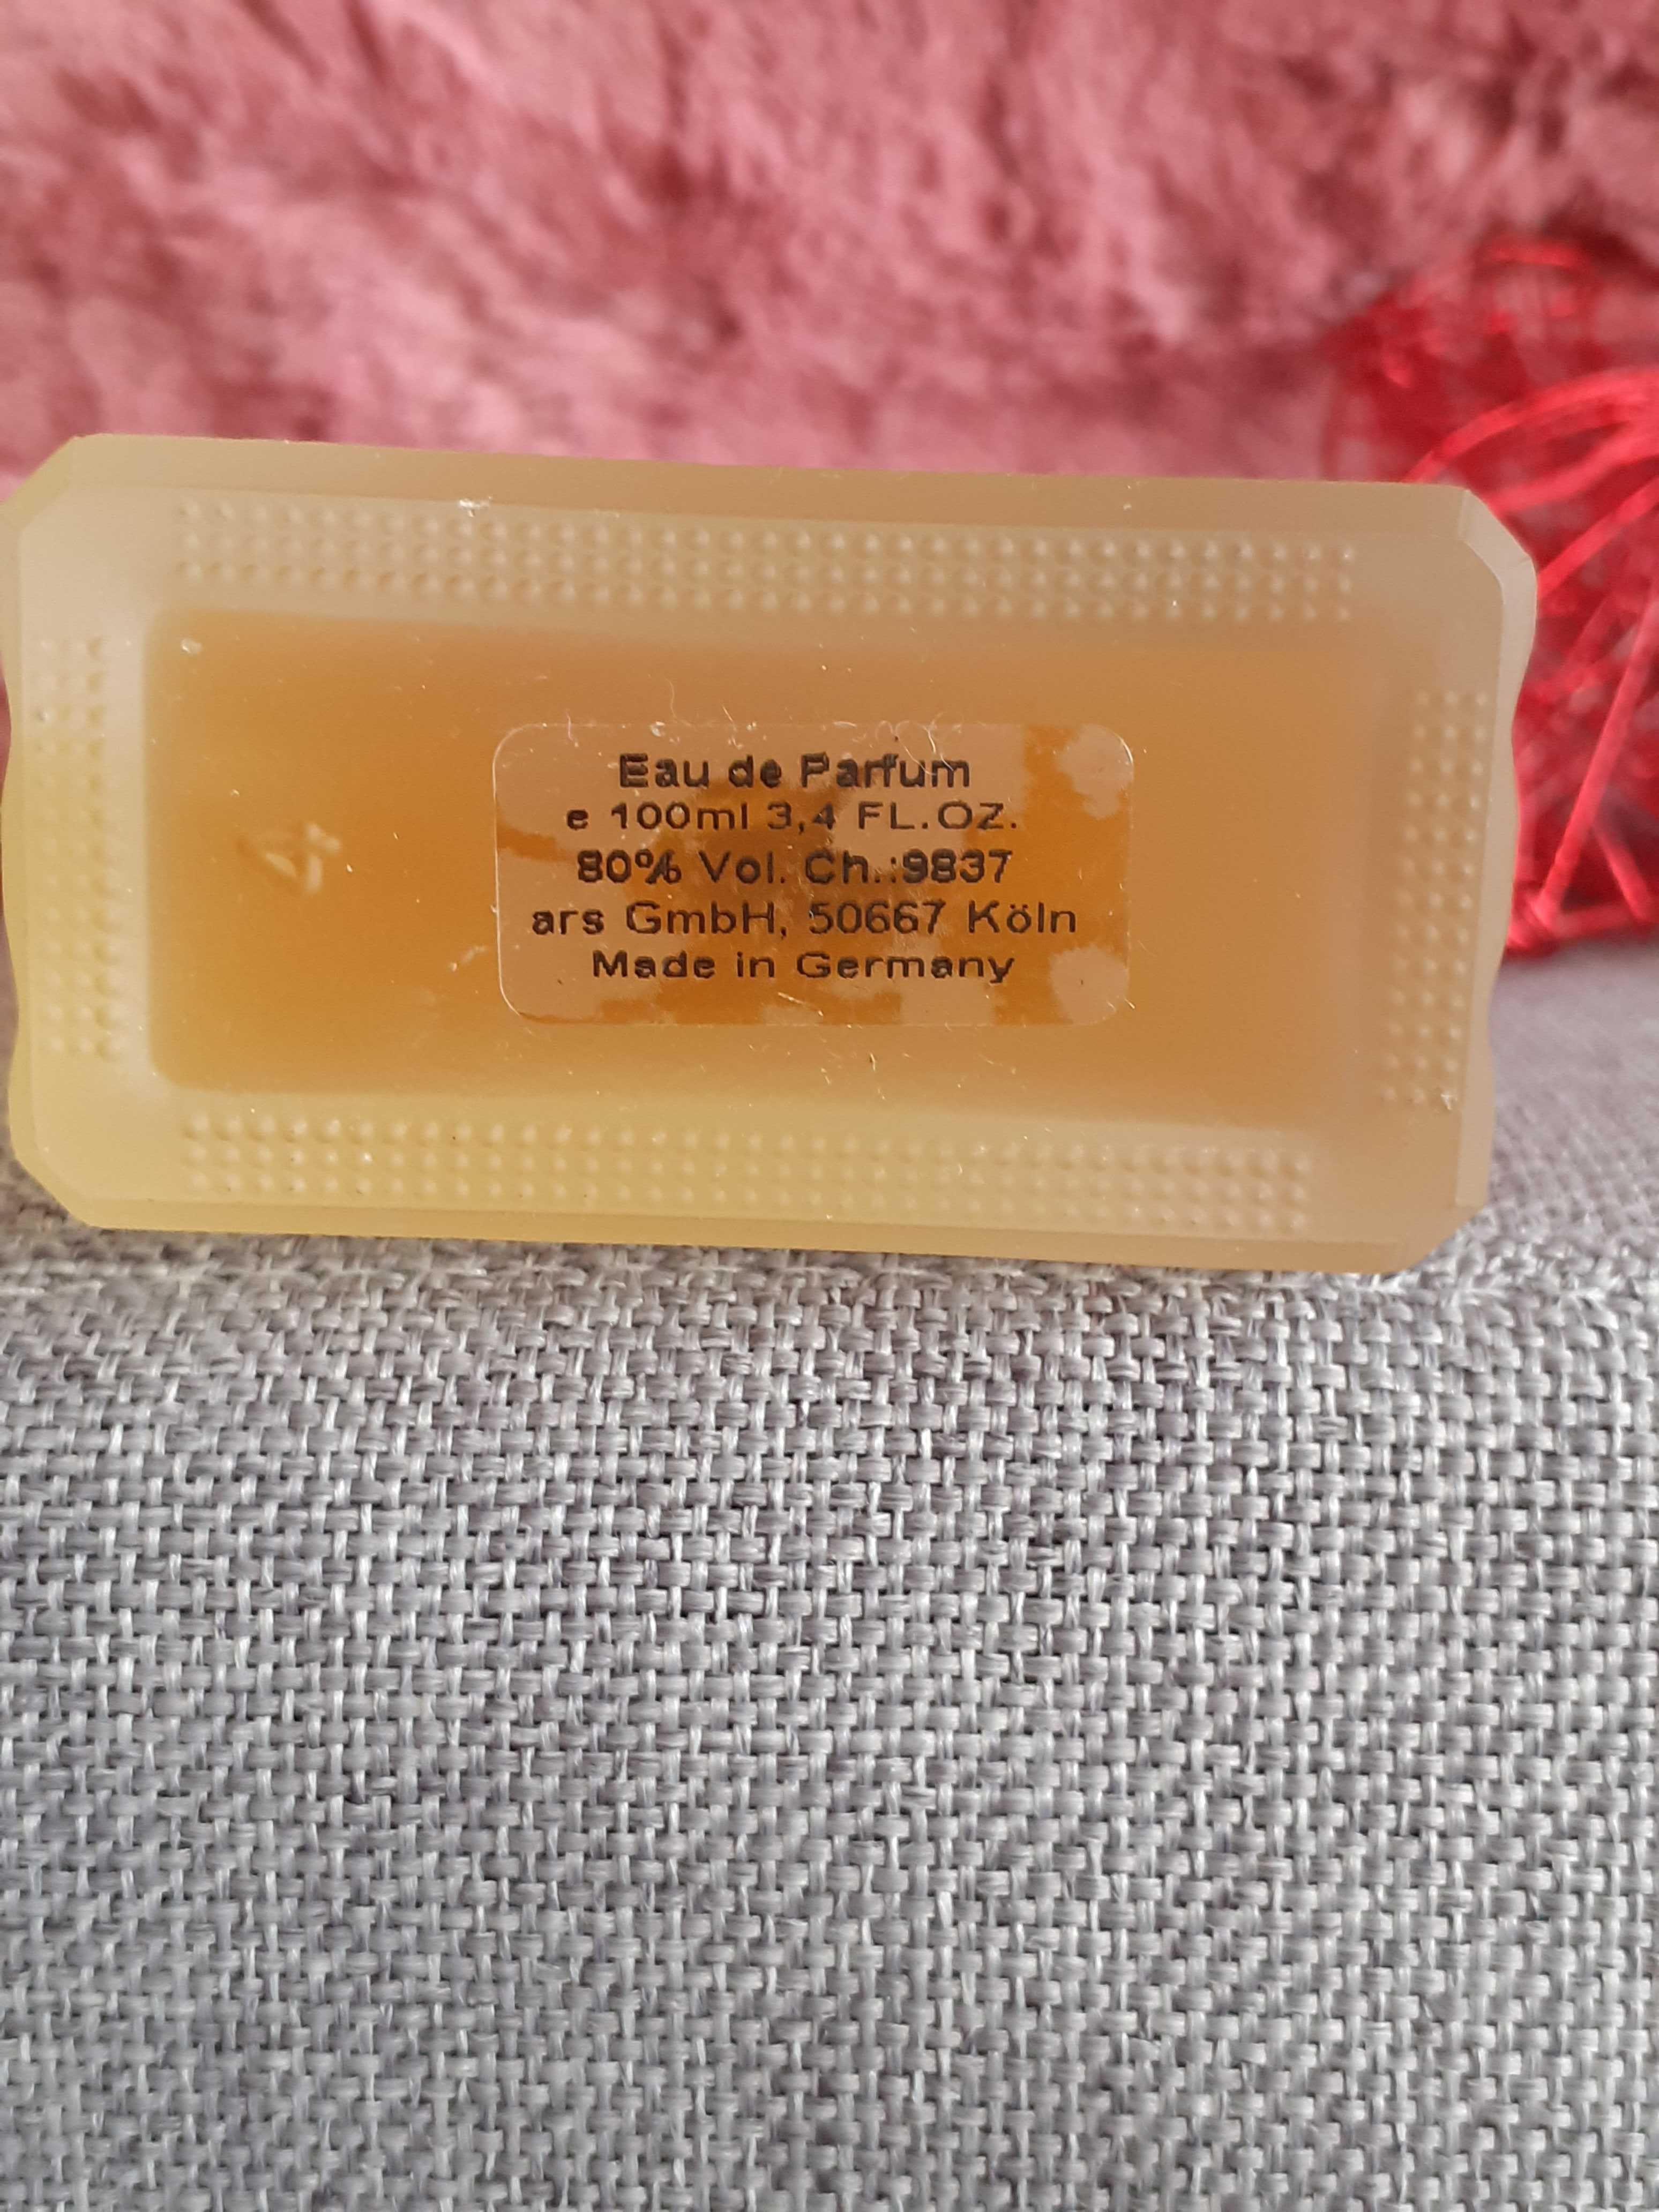 Eau de Parfum
e 100ml 3,4 FL.OZ.
80% Vol. Ch.:9837
ars GmbH, 50667 Köln
Made in Germany
4